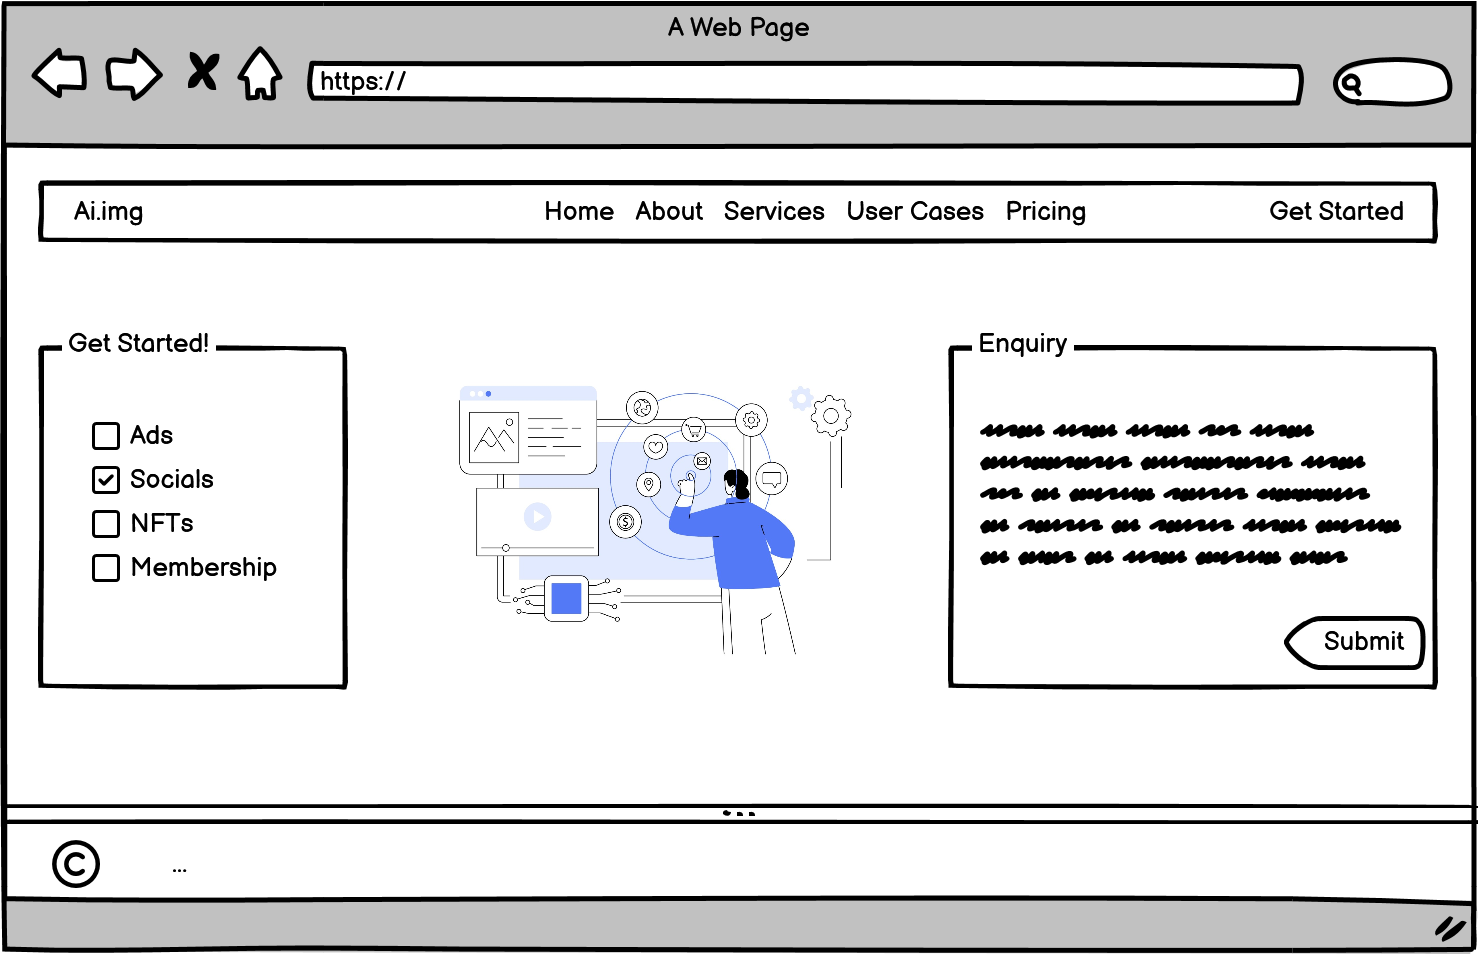 A Web Page
https://
Ai.img Home About Services User Cases Pricing Get Started
Get Started!
Ads
Socials
NFTs
Membership
$
Enquiry
Submit
©
...